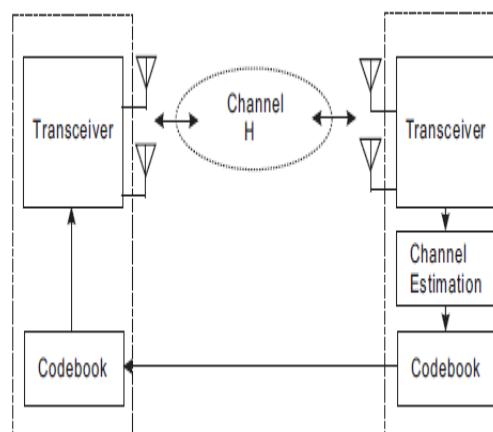 Transceiver
Channel
H
Transceiver
Channel
Estimation
Codebook
Codebook